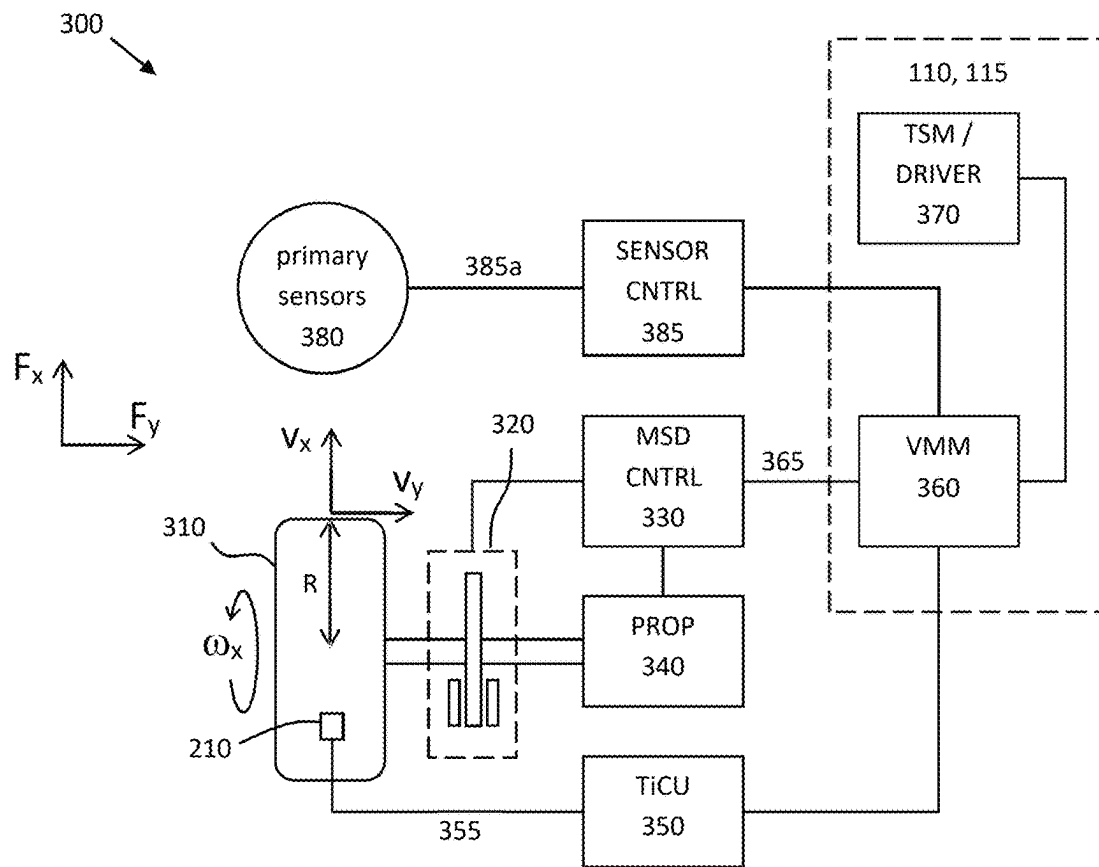 300
110, 115
TSM /
DRIVER
370
primary
sensors
380
385a
SENSOR
CNTRL
385
Fx
Fy
vx
vy
320
MSD
CNTRL
330
365
VMM
360
310
R
ωx
PROP
340
210
355
TiCU
350